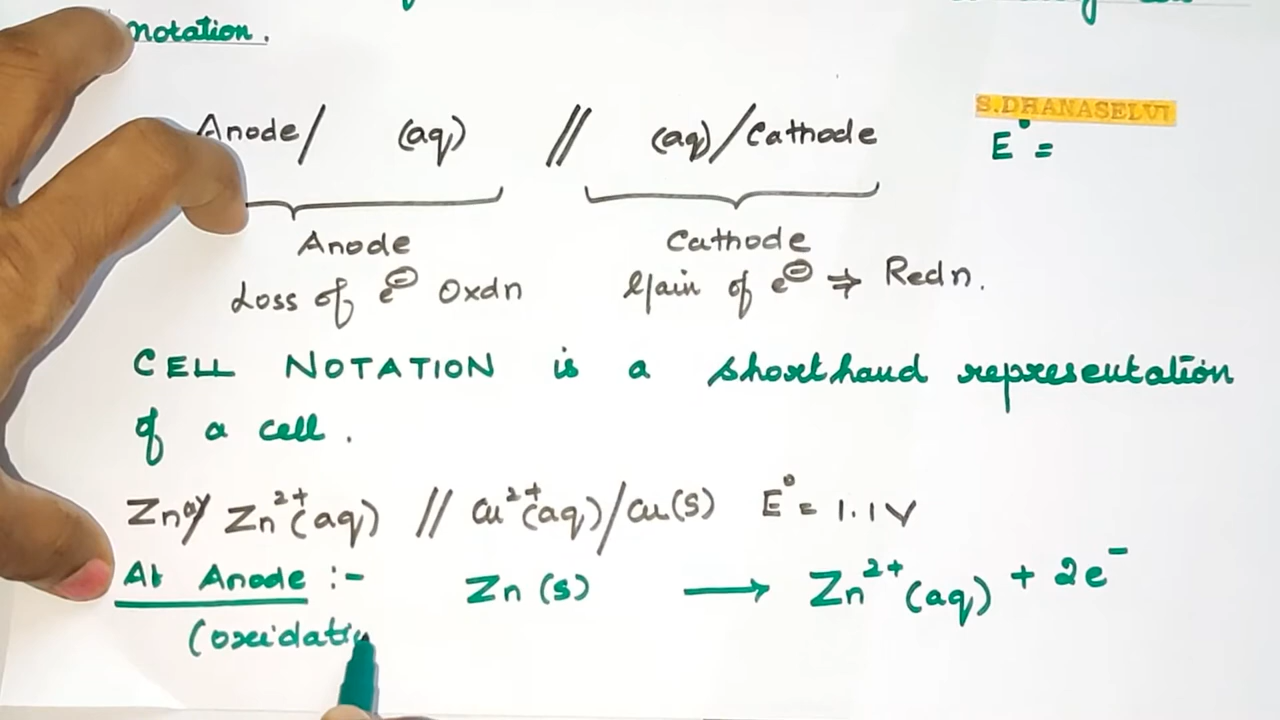 notation.
Anode/ (aq) // (aq)/Cathode
S.DHANASELVI
E° =
Anode Cathode
Loss of e⊖ Oxdn Gain of e⊖ ⇒ Redn.
CELL NOTATION is a shorthand representation
of a cell.
Zn(s)/ Zn²⁺(aq) // Cu²⁺(aq)/Cu(s) E° = 1.1V
At Anode :- Zn (s) ⟶ Zn²⁺(aq) + 2e⁻
(oxidati